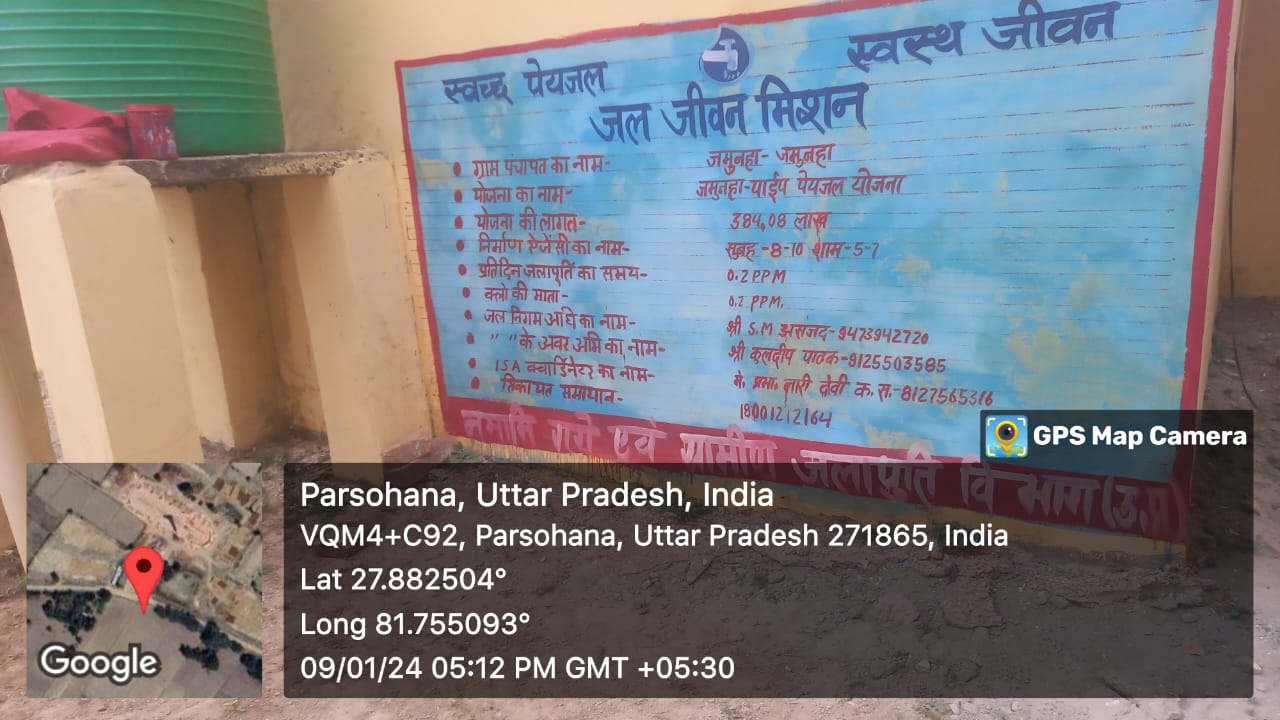 स्वच्छ पेयजल स्वस्थ जीवन
जल जीवन मिशन
• ग्राम पंचायत का नाम- जमुनहा- जमुनहा
• योजना का नाम- जमुनहा-पाईप पेयजल योजना
• योजना की लागत- 384,08 लाख
• निर्माण ऐजेंसी का नाम- सुबह -8-10 शाम-5-7
• प्रतिदिन जलापूर्ति का समय- 0.2 PPM
• क्लो की माता- 0.2 PPM.
• जल निगम अधि का नाम- श्री S.M असजद-9473942720
• " " के अवर अभि का नाम- श्री कुलदीप पाठक-9125503585
• ISA क्वार्डिनेटर का नाम- मे. प्रभा नारी देवी क.स.-8127565316
• शिकायत समाधान- 18001212164
नमामि गंगे एवं ग्रामीण जलापुति विभाग (उ.प्र)
GPS Map Camera
Parsohana, Uttar Pradesh, India
VQM4+C92, Parsohana, Uttar Pradesh 271865, India
Lat 27.882504°
Long 81.755093°
09/01/24 05:12 PM GMT +05:30
Google